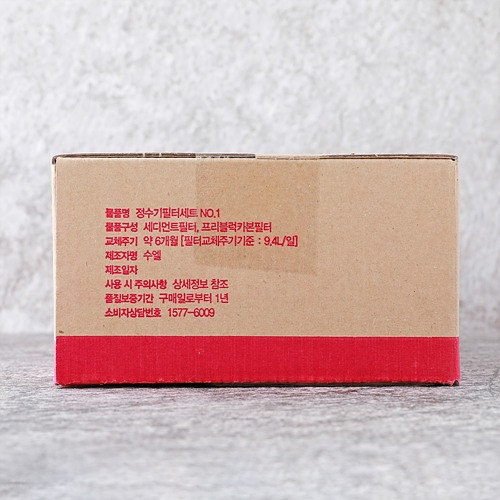 물품명 정수기필터세트 NO.1
물품구성 세디먼트필터, 프리블럭카본필터
교체주기 약 6개월 [필터교체주기기준 : 9.4L/일]
제조자명 수엘
제조일자
사용 시 주의사항 상세정보 참조
품질보증기간 구매일로부터 1년
소비자상담번호 1577-6009